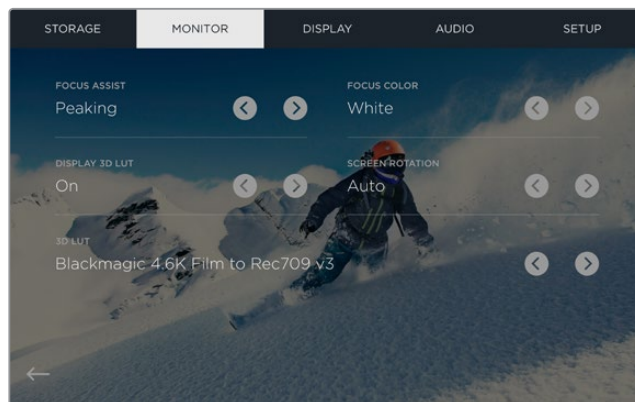 STORAGE MONITOR DISPLAY AUDIO SETUP
FOCUS ASSIST FOCUS COLOR
Peaking White
DISPLAY 3D LUT SCREEN ROTATION
On Auto
3D LUT
Blackmagic 4.6K Film to Rec709 v3